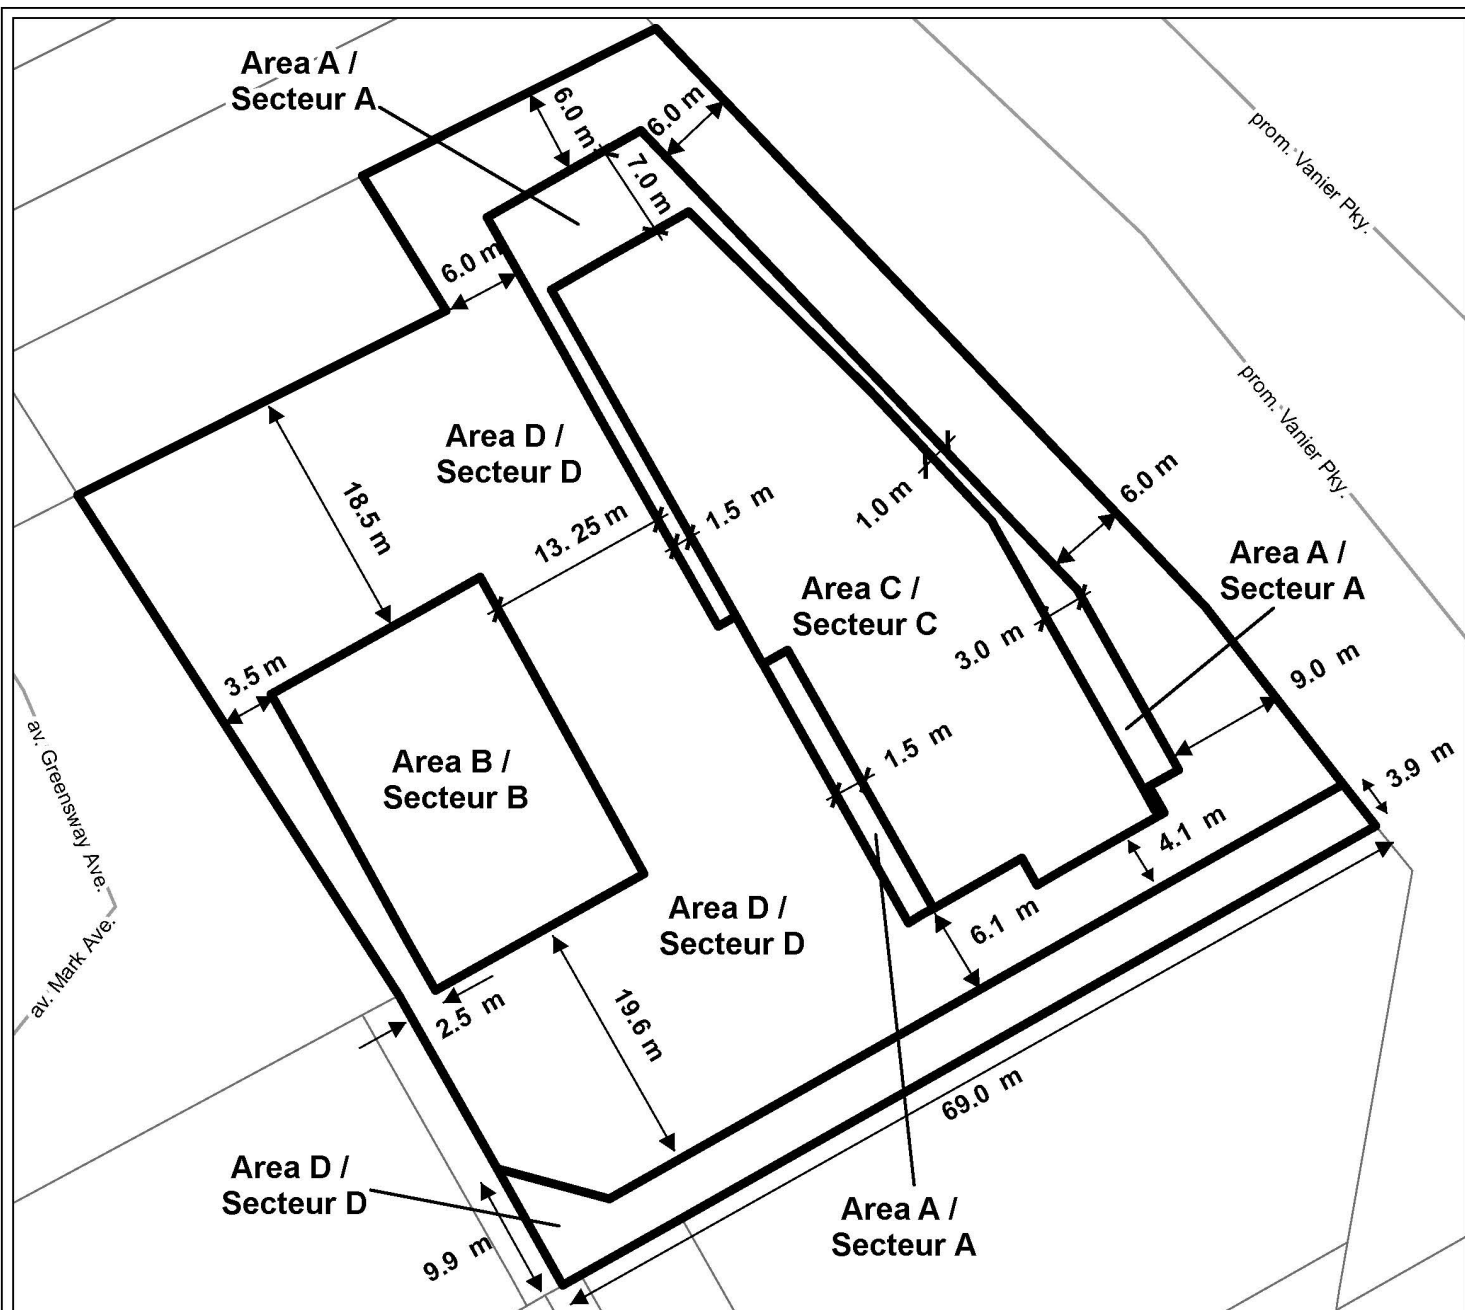 Area A /
Secteur A
6.0 m
6.0 m
7.0 m
prom. Vanier Pky.
6.0 m
Area D /
Secteur D
18.5 m
13. 25 m
1.5 m
1.0 m
6.0 m
prom. Vanier Pky.
Area C /
Secteur C
Area A /
Secteur A
3.0 m
3.5 m
9.0 m
av. Greensway Ave.
Area B /
Secteur B
1.5 m
3.9 m
4.1 m
Area D /
Secteur D
6.1 m
av. Mark Ave.
2.5 m
19.6 m
69.0 m
Area D /
Secteur D
Area A /
Secteur A
9.9 m